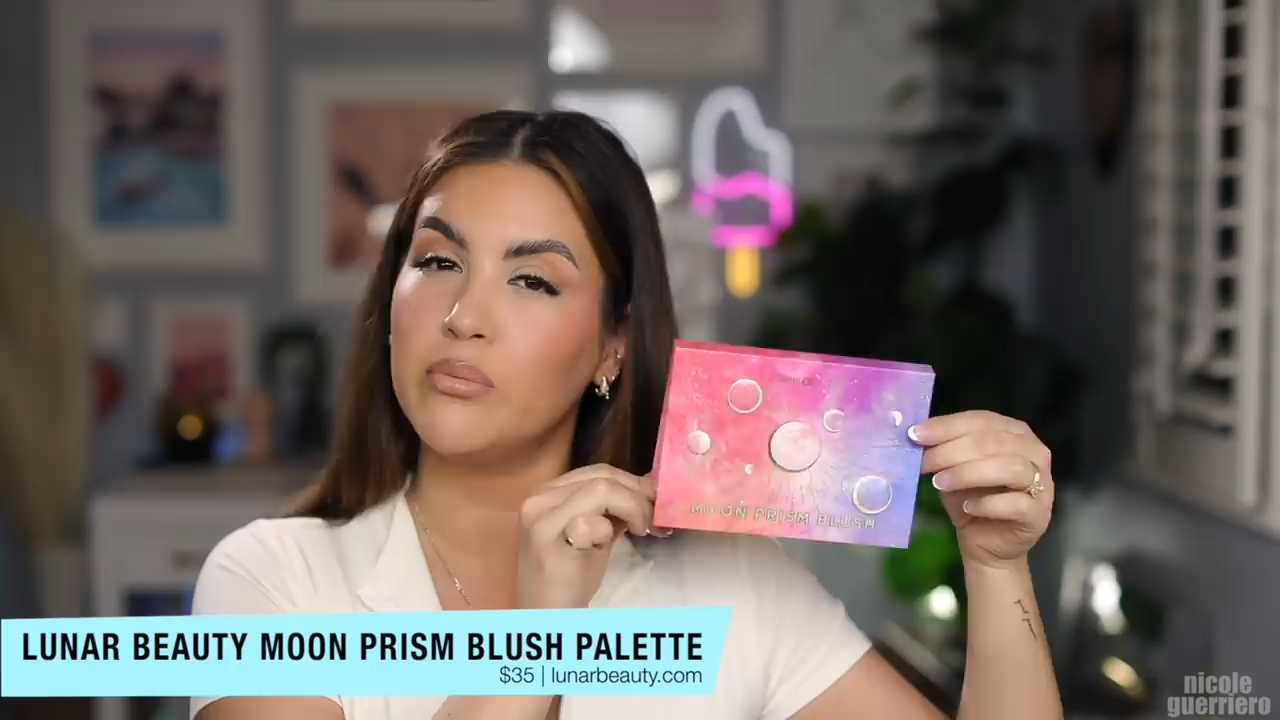 MOON PRISM BLUSH
LUNAR BEAUTY MOON PRISM BLUSH PALETTE
$35 | lunarbeauty.com
nicole
guerriero